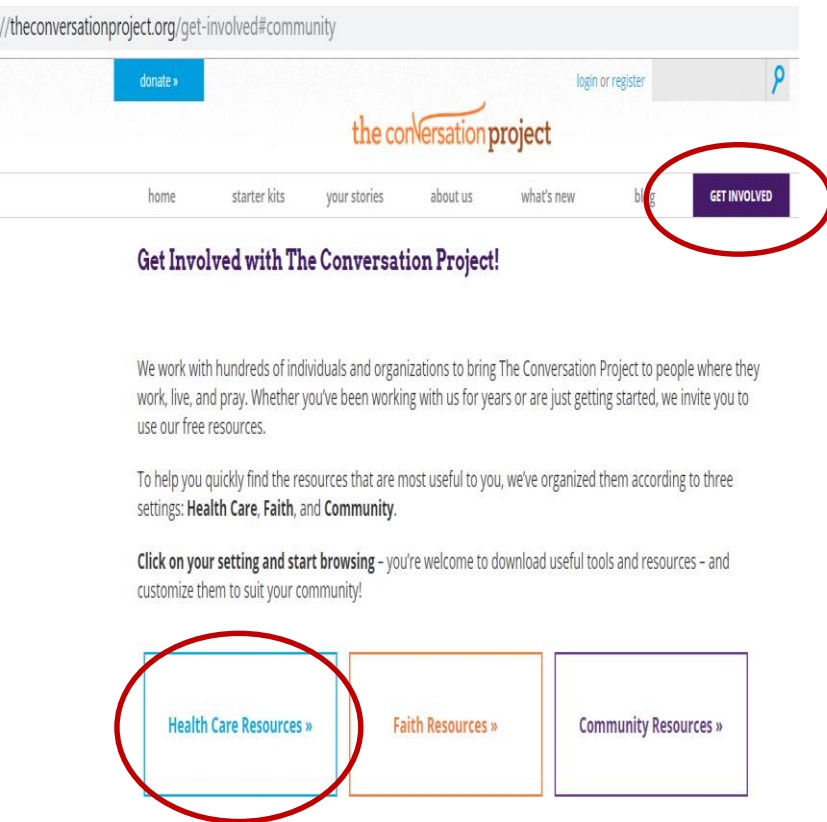 //theconversationproject.org/get-involved#community
donate »
login or register
the conversation project
home starter kits your stories about us what's new blog GET INVOLVED
Get Involved with The Conversation Project!
We work with hundreds of individuals and organizations to bring The Conversation Project to people where they
work, live, and pray. Whether you've been working with us for years or are just getting started, we invite you to
use our free resources.
To help you quickly find the resources that are most useful to you, we've organized them according to three
settings: Health Care, Faith, and Community.
Click on your setting and start browsing – you're welcome to download useful tools and resources – and
customize them to suit your community!
Health Care Resources » Faith Resources » Community Resources »